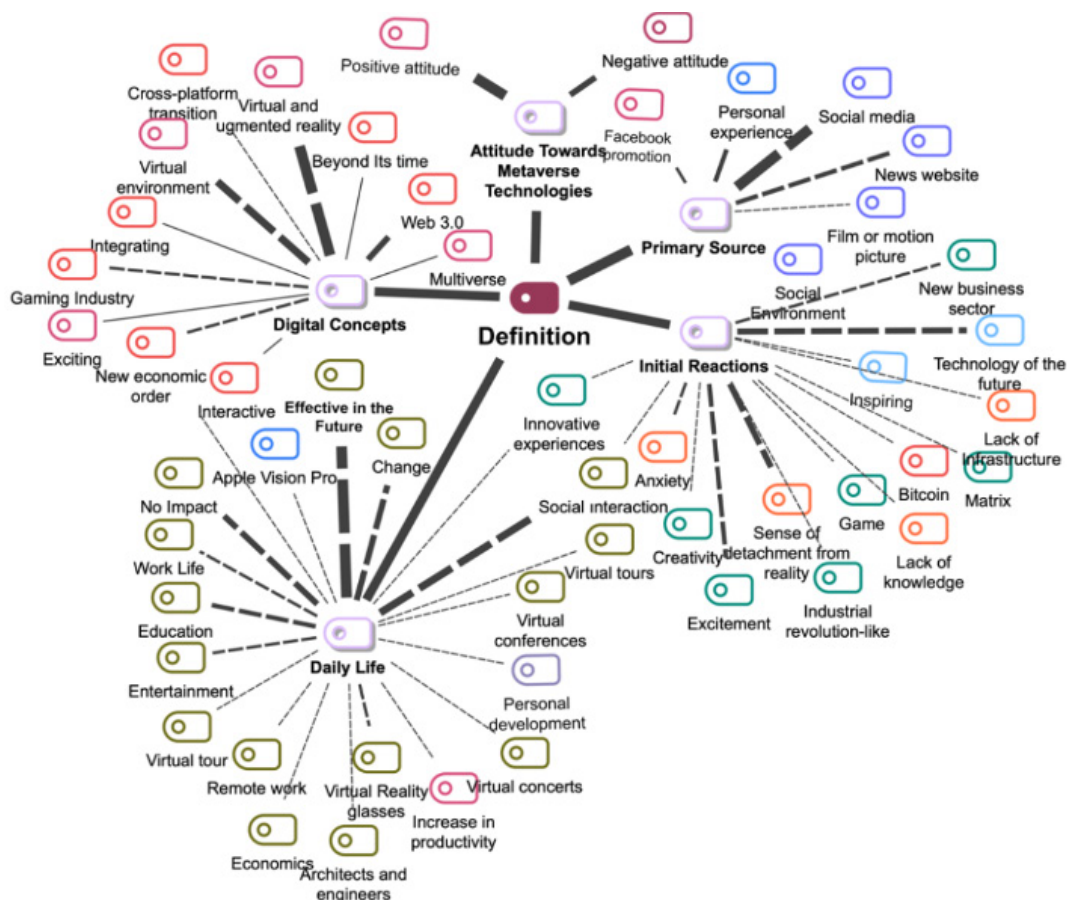 Positive attitude
Negative attitude
Cross-platform
transition
Virtual and
ugmented reality
Personal
experience
Social media
Facebook
promotion
Attitude Towards
Metaverse
Technologies
Beyond Its time
Virtual
environment
News website
Web 3.0
Integrating
Primary Source
Film or motion
picture
Multiverse
Gaming Industry
Social
Environment
New business
sector
Digital Concepts
Definition
Exciting
Initial Reactions
Technology of the
future
New economic
order
Interactive
Effective in the
Future
Innovative
experiences
Inspiring
Lack of
Infrastructure
Apple Vision Pro
Change
Anxiety
Bitcoin
Matrix
No Impact
Social interaction
Game
Creativity
Sense of
detachment from
reality
Lack of
knowledge
Work Life
Virtual tours
Education
Virtual
conferences
Excitement
Industrial
revolution-like
Daily Life
Entertainment
Personal
development
Virtual tour
Remote work
Virtual Reality
glasses
Virtual concerts
Increase in
productivity
Economics
Architects and
engineers